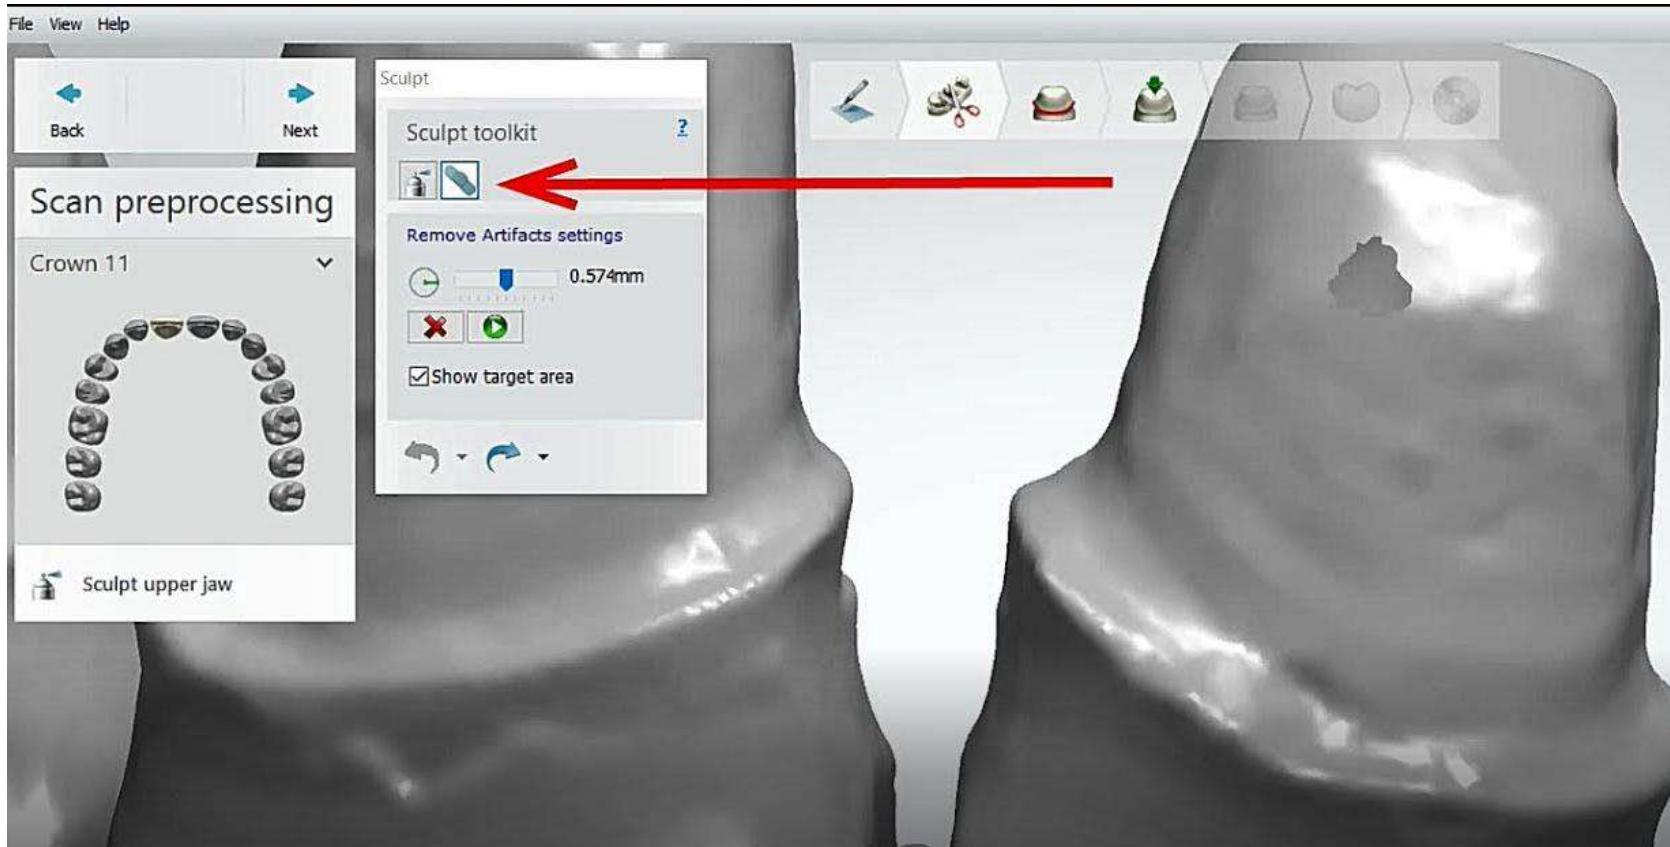 File View Help
Back
Next
Scan preprocessing
Crown 11
Sculpt upper jaw
Sculpt
Sculpt toolkit
?
Remove Artifacts settings
0.574mm
Show target area